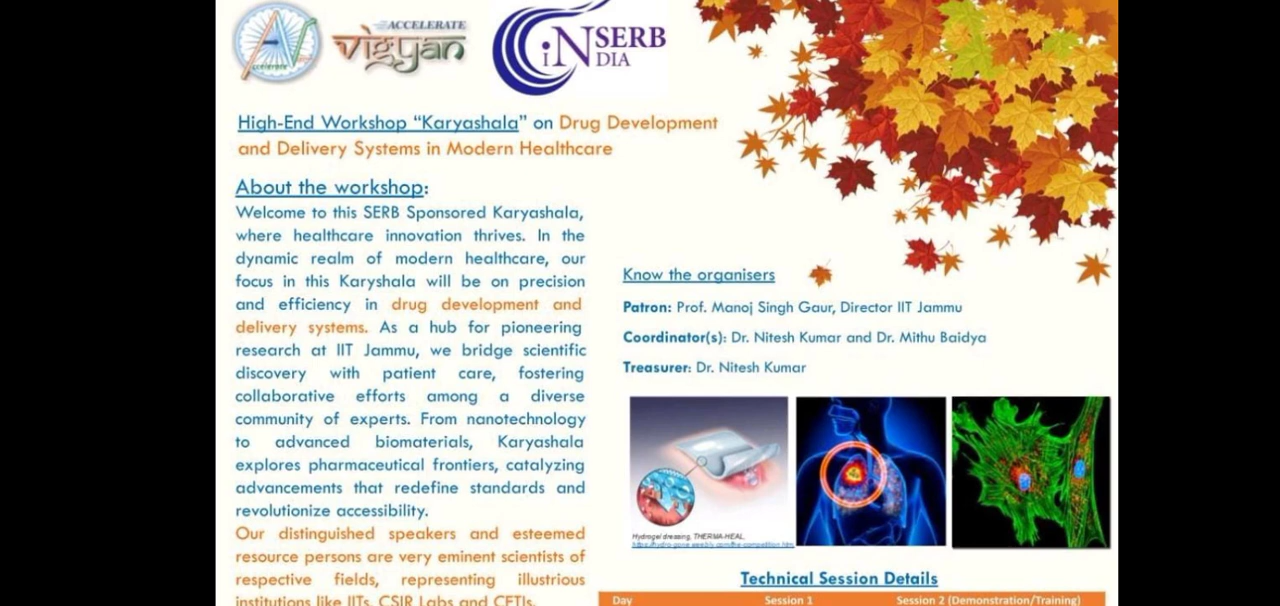 ACCELERATE
vigyan
accelerate
iNSERB
NDIA
High-End Workshop “Karyashala” on Drug Development
and Delivery Systems in Modern Healthcare
About the workshop:
Welcome to this SERB Sponsored Karyashala,
where healthcare innovation thrives. In the
dynamic realm of modern healthcare, our
focus in this Karyshala will be on precision
and efficiency in drug development and
delivery systems. As a hub for pioneering
research at IIT Jammu, we bridge scientific
discovery with patient care, fostering
collaborative efforts among a diverse
community of experts. From nanotechnology
to advanced biomaterials, Karyashala
explores pharmaceutical frontiers, catalyzing
advancements that redefine standards and
revolutionize accessibility.
Our distinguished speakers and esteemed
resource persons are very eminent scientists of
respective fields, representing illustrious
institutions like IITs, CSIR Labs and CFTIs.
Know the organisers
Patron: Prof. Manoj Singh Gaur, Director IIT Jammu
Coordinator(s): Dr. Nitesh Kumar and Dr. Mithu Baidya
Treasurer: Dr. Nitesh Kumar
Hydrogel dressing, THERMA-HEAL,
Technical Session Details
Day Session 1 Session 2 (Demonstration/Training)